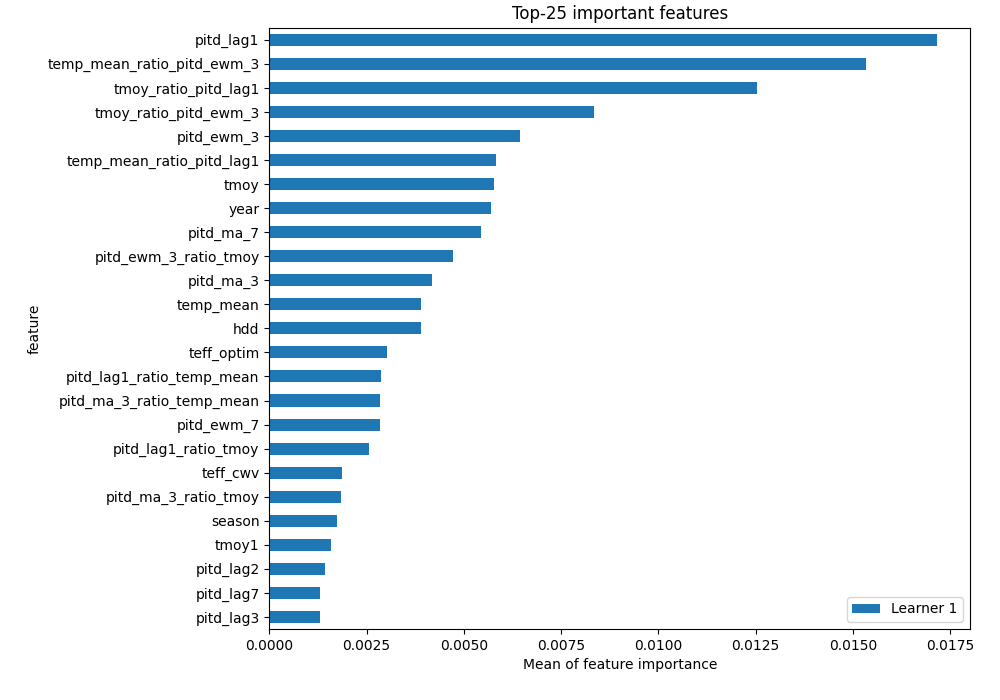 Top-25 important features
pitd_lag1
temp_mean_ratio_pitd_ewm_3
tmoy_ratio_pitd_lag1
tmoy_ratio_pitd_ewm_3
pitd_ewm_3
temp_mean_ratio_pitd_lag1
tmoy
year
pitd_ma_7
pitd_ewm_3_ratio_tmoy
pitd_ma_3
temp_mean
hdd
teff_optim
pitd_lag1_ratio_temp_mean
pitd_ma_3_ratio_temp_mean
pitd_ewm_7
pitd_lag1_ratio_tmoy
teff_cwv
pitd_ma_3_ratio_tmoy
season
tmoy1
pitd_lag2
pitd_lag7
pitd_lag3
feature
Learner 1
0.0000 0.0025 0.0050 0.0075 0.0100 0.0125 0.0150 0.0175
Mean of feature importance